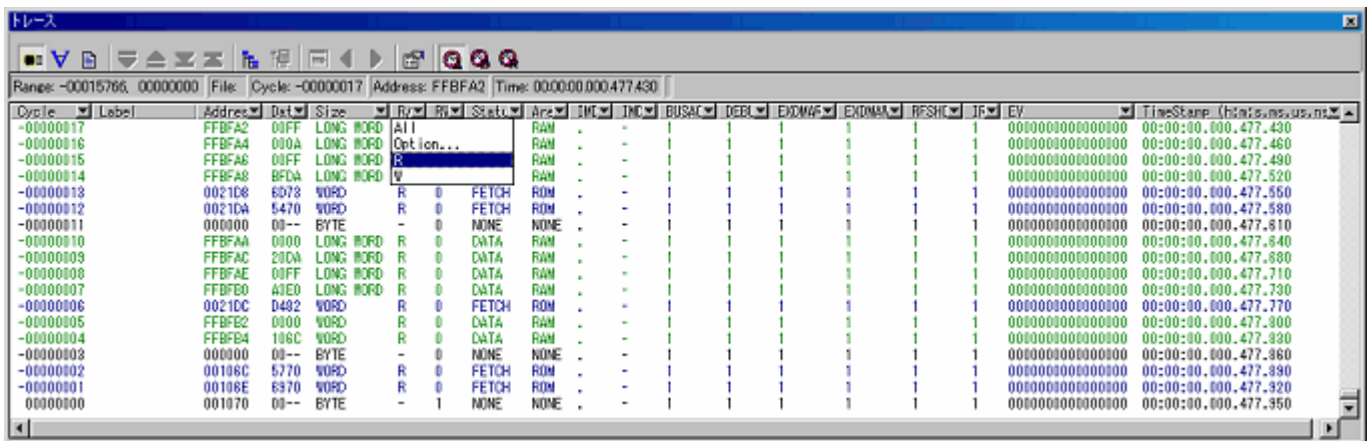 トレース
Range: -00015766, 00000000 File: Cycle: -00000017 Address: FFBFA2 Time: 00:00:00.000.477.430
Cycle Label Addres Dat Size R/ RW Statu Are BUSAC DEBL EXDMAF EXDMAN RFSHC IF EV TimeStamp (h:m:s.ms.us.ns
-00000017 FFBFA2 00FF LONG WORD All RAM . - 1 1 1 1 1 1 0000000000000000 00:00:00.000.477.430
-00000016 FFBFA4 000A LONG WORD Option... RAM . - 1 1 1 1 1 1 0000000000000000 00:00:00.000.477.460
-00000015 FFBFA6 00FF LONG WORD R RAM . - 1 1 1 1 1 1 0000000000000000 00:00:00.000.477.490
-00000014 FFBFA8 BFDA LONG WORD W RAM . - 1 1 1 1 1 1 0000000000000000 00:00:00.000.477.520
-00000013 0021D8 6D73 WORD R 0 FETCH ROM . - 1 1 1 1 1 1 0000000000000000 00:00:00.000.477.550
-00000012 0021DA 5470 WORD R 0 FETCH ROM . - 1 1 1 1 1 1 0000000000000000 00:00:00.000.477.580
-00000011 000000 00-- BYTE - 0 NONE NONE . - 1 1 1 1 1 1 0000000000000000 00:00:00.000.477.610
-00000010 FFBFAA 0000 LONG WORD R 0 DATA RAM . - 1 1 1 1 1 1 0000000000000000 00:00:00.000.477.640
-00000009 FFBFAC 20DA LONG WORD R 0 DATA RAM . - 1 1 1 1 1 1 0000000000000000 00:00:00.000.477.680
-00000008 FFBFAE 00FF LONG WORD R 0 DATA RAM . - 1 1 1 1 1 1 0000000000000000 00:00:00.000.477.710
-00000007 FFBFB0 A3E0 LONG WORD R 0 DATA RAM . - 1 1 1 1 1 1 0000000000000000 00:00:00.000.477.730
-00000006 0021DC D482 WORD R 0 FETCH ROM . - 1 1 1 1 1 1 0000000000000000 00:00:00.000.477.770
-00000005 FFBFB2 0000 WORD R 0 DATA RAM . - 1 1 1 1 1 1 0000000000000000 00:00:00.000.477.800
-00000004 FFBFB4 106C WORD R 0 DATA RAM . - 1 1 1 1 1 1 0000000000000000 00:00:00.000.477.830
-00000003 000000 00-- BYTE - 0 NONE NONE . - 1 1 1 1 1 1 0000000000000000 00:00:00.000.477.860
-00000002 00106C 5770 WORD R 0 FETCH ROM . - 1 1 1 1 1 1 0000000000000000 00:00:00.000.477.890
-00000001 00106E 6970 WORD R 0 FETCH ROM . - 1 1 1 1 1 1 0000000000000000 00:00:00.000.477.920
00000000 001070 00-- BYTE - 1 NONE NONE . - 1 1 1 1 1 1 0000000000000000 00:00:00.000.477.950